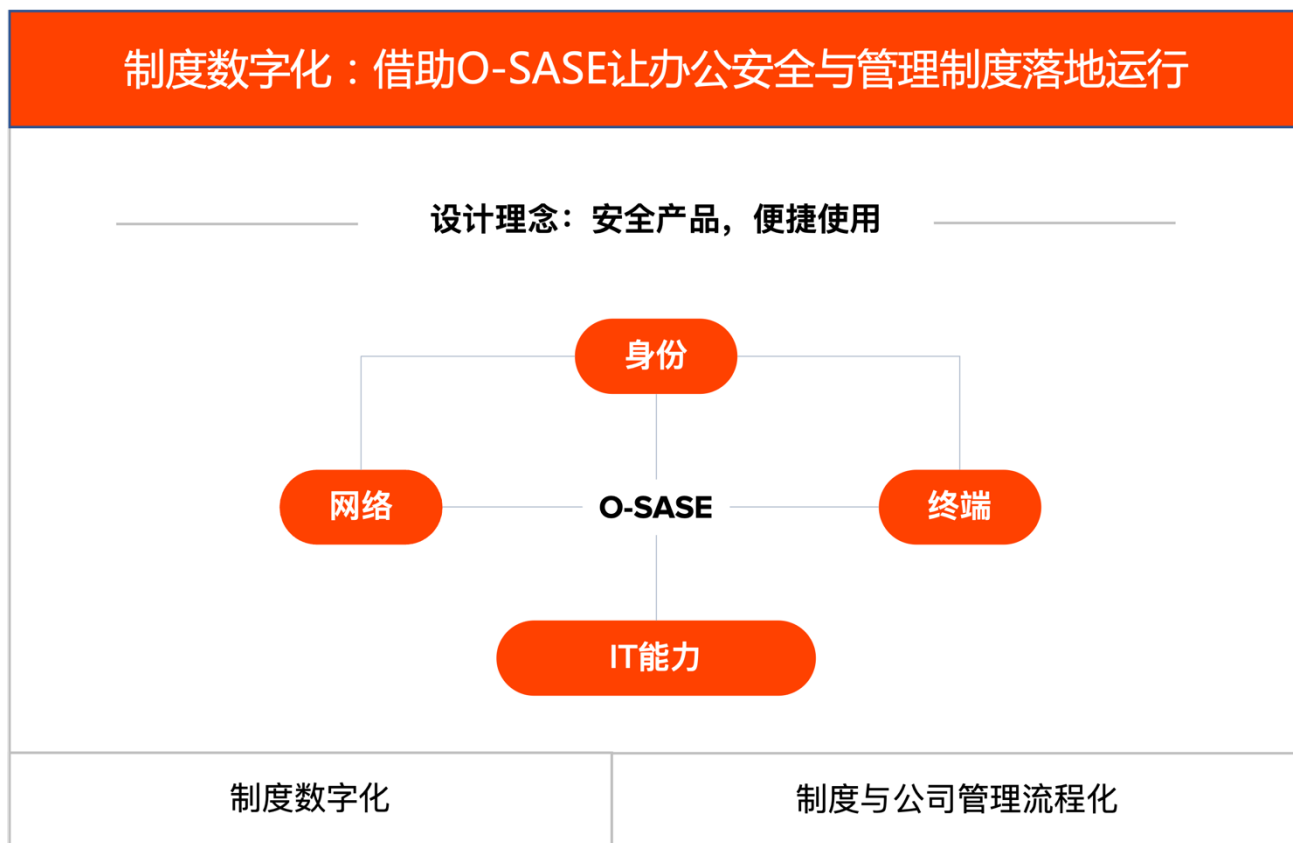 制度数字化：借助O-SASE让办公安全与管理制度落地运行
设计理念：安全产品，便捷使用
身份
网络
O-SASE
终端
IT能力
制度数字化
制度与公司管理流程化